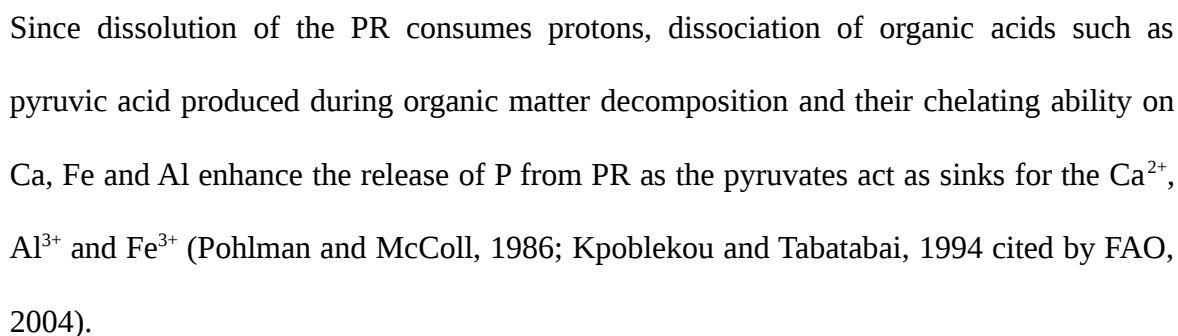 Since dissolution of the PR consumes protons, dissociation of organic acids such as
pyruvic acid produced during organic matter decomposition and their chelating ability on
Ca, Fe and Al enhance the release of P from PR as the pyruvates act as sinks for the Ca²⁺,
Al³⁺ and Fe³⁺ (Pohlman and McColl, 1986; Kpoblekou and Tabatabai, 1994 cited by FAO,
2004).